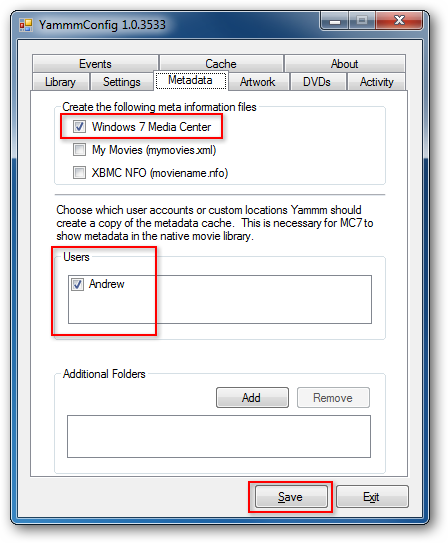 YammmConfig 1.0.3533
Events Cache About
Library Settings Metadata Artwork DVDs Activity
Create the following meta information files
Windows 7 Media Center
My Movies (mymovies.xml)
XBMC NFO (moviename.nfo)
Choose which user accounts or custom locations Yammm should
create a copy of the metadata cache. This is necessary for MC7 to
show metadata in the native movie library.
Users
Andrew
Additional Folders
Add Remove
Save Exit